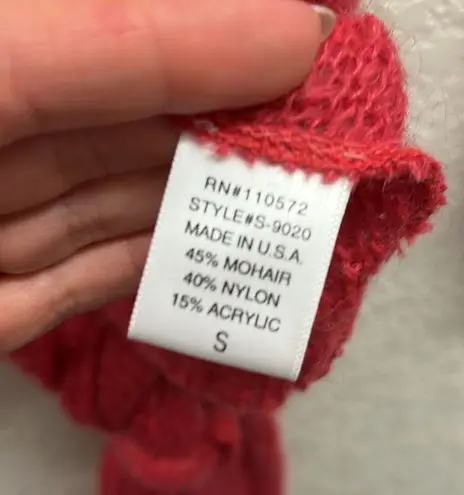 RN#110572
STYLE#S-9020
MADE IN U.S.A.
45% MOHAIR
40% NYLON
15% ACRYLIC
S